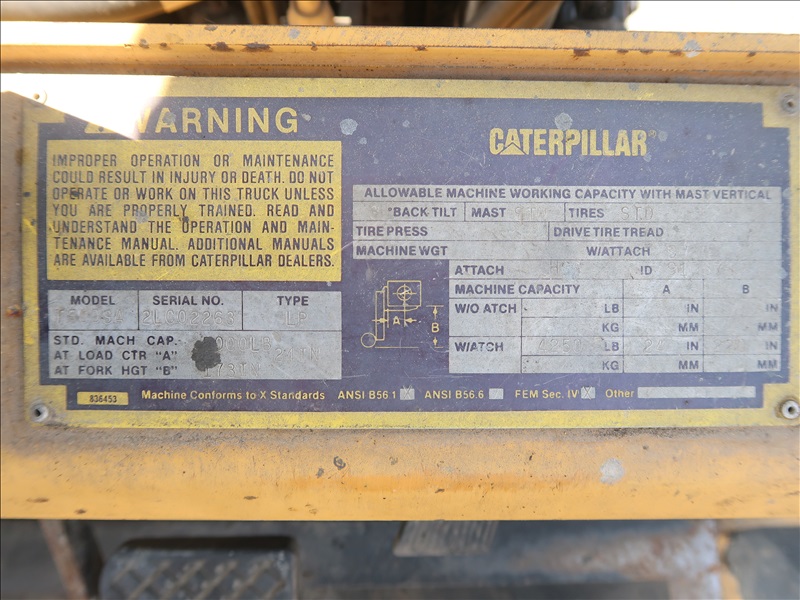 WARNING
IMPROPER OPERATION OR MAINTENANCE
COULD RESULT IN INJURY OR DEATH. DO NOT
OPERATE OR WORK ON THIS TRUCK UNLESS
YOU ARE PROPERLY TRAINED. READ AND
UNDERSTAND THE OPERATION AND MAIN-
TENANCE MANUAL. ADDITIONAL MANUALS
ARE AVAILABLE FROM CATERPILLAR DEALERS.
MODEL SERIAL NO. TYPE
LP
STD. MACH CAP. LB
AT LOAD CTR "A" IN
AT FORK HGT "B" IN
CATERPILLAR®
ALLOWABLE MACHINE WORKING CAPACITY WITH MAST VERTICAL
°BACK TILT MAST TIRES STD
TIRE PRESS DRIVE TIRE TREAD
MACHINE WGT W/ATTACH
ATTACH ID
MACHINE CAPACITY A B
W/O ATCH LB IN IN
KG MM MM
W/ATCH LB IN IN
KG MM MM
A
B
836453 Machine Conforms to X Standards ANSI B56.1 X ANSI B56.6 FEM Sec. IV X Other